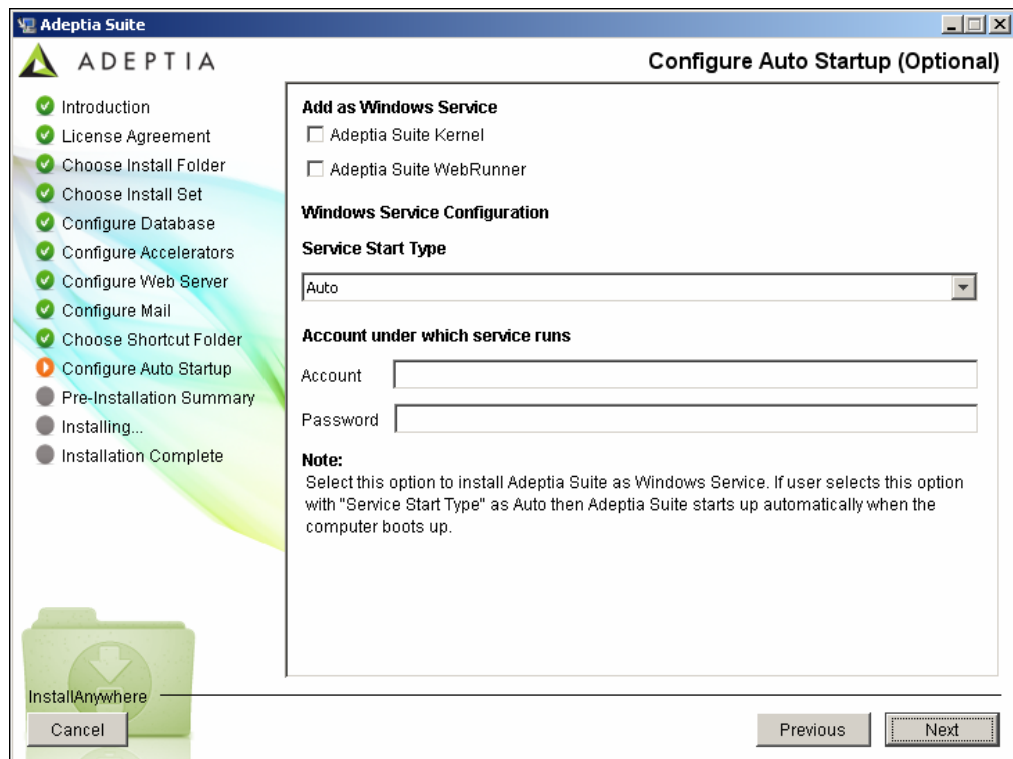 Adeptia Suite
ADEPTIA
Configure Auto Startup (Optional)
Introduction
License Agreement
Choose Install Folder
Choose Install Set
Configure Database
Configure Accelerators
Configure Web Server
Configure Mail
Choose Shortcut Folder
Configure Auto Startup
Pre-Installation Summary
Installing...
Installation Complete
Add as Windows Service
Adeptia Suite Kernel
Adeptia Suite WebRunner
Windows Service Configuration
Service Start Type
Auto
Account under which service runs
Account
Password
Note:
Select this option to install Adeptia Suite as Windows Service. If user selects this option
with "Service Start Type" as Auto then Adeptia Suite starts up automatically when the
computer boots up.
InstallAnywhere
Cancel
Previous
Next